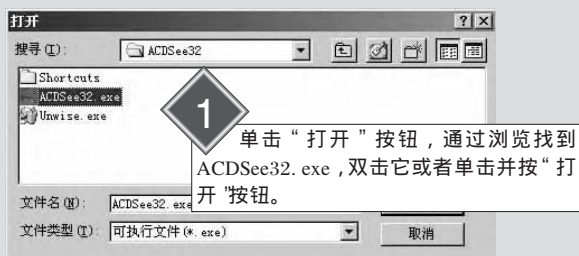 打开
搜寻(I): ACDSee32
Shortcuts
ACDSee32.exe
Unwise.exe
1
单击“打开”按钮，通过浏览找到
ACDSee32. exe ,双击它或者单击并按“打
开”按钮。
文件名(N): ACDSee32.exe
文件类型(T): 可执行文件(*.exe)
取消